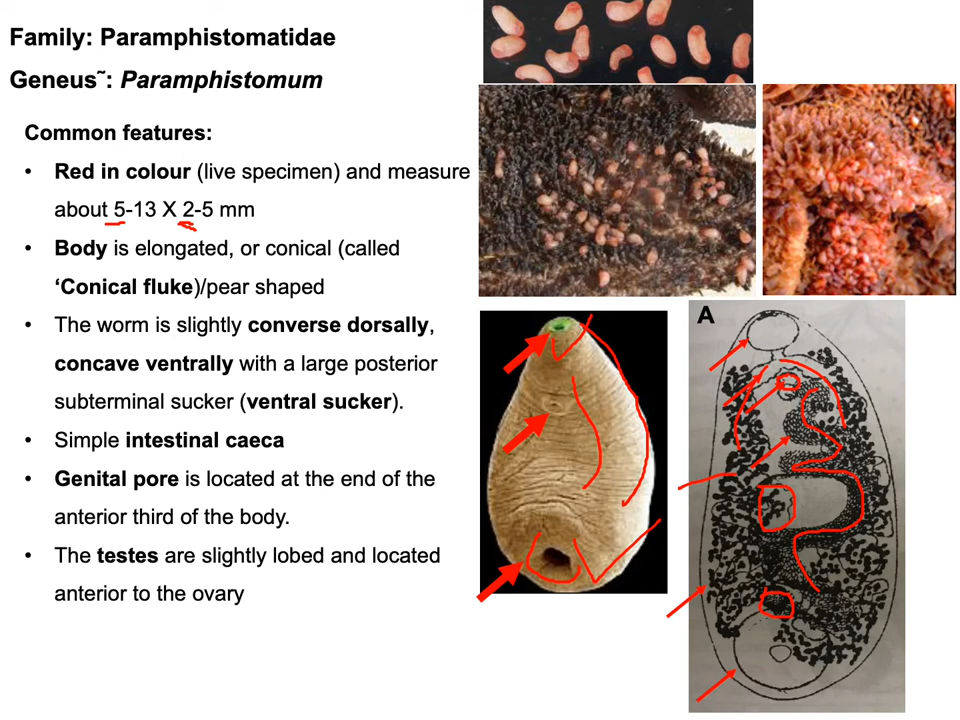 Family: Paramphistomatidae
Geneus˜: Paramphistomum
Common features:
• Red in colour (live specimen) and measure
about 5-13 X 2-5 mm
• Body is elongated, or conical (called
‘Conical fluke)/pear shaped
• The worm is slightly converse dorsally,
concave ventrally with a large posterior
subterminal sucker (ventral sucker).
• Simple intestinal caeca
• Genital pore is located at the end of the
anterior third of the body.
• The testes are slightly lobed and located
anterior to the ovary
A